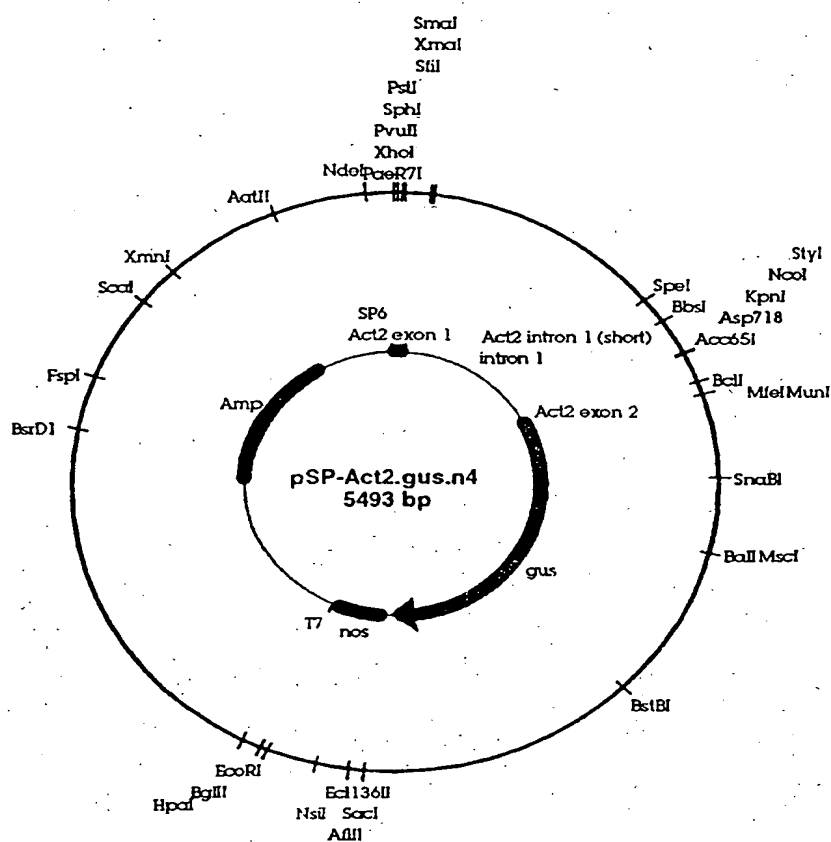 SmaI
XmaI
SfiI
PstI
SphI
PvuII
XhoI
NdeI PaeR7I
AatII
XmnI
ScaI
FspI
BsrD1
StyI
NcoI
KpnI
Asp718
Acc65I
SpeI
BbsI
BclI
MfeI MunI
SnaBI
BalI MscI
BstBI
SP6
Act2 exon 1
Act2 intron 1 (short)
intron 1
Act2 exon 2
Amp
pSP-Act2.gus.n4
5493 bp
gus
T7
nos
EcoRI
BglII
HpaI
Ecl136II
NsiI SacI
AflII